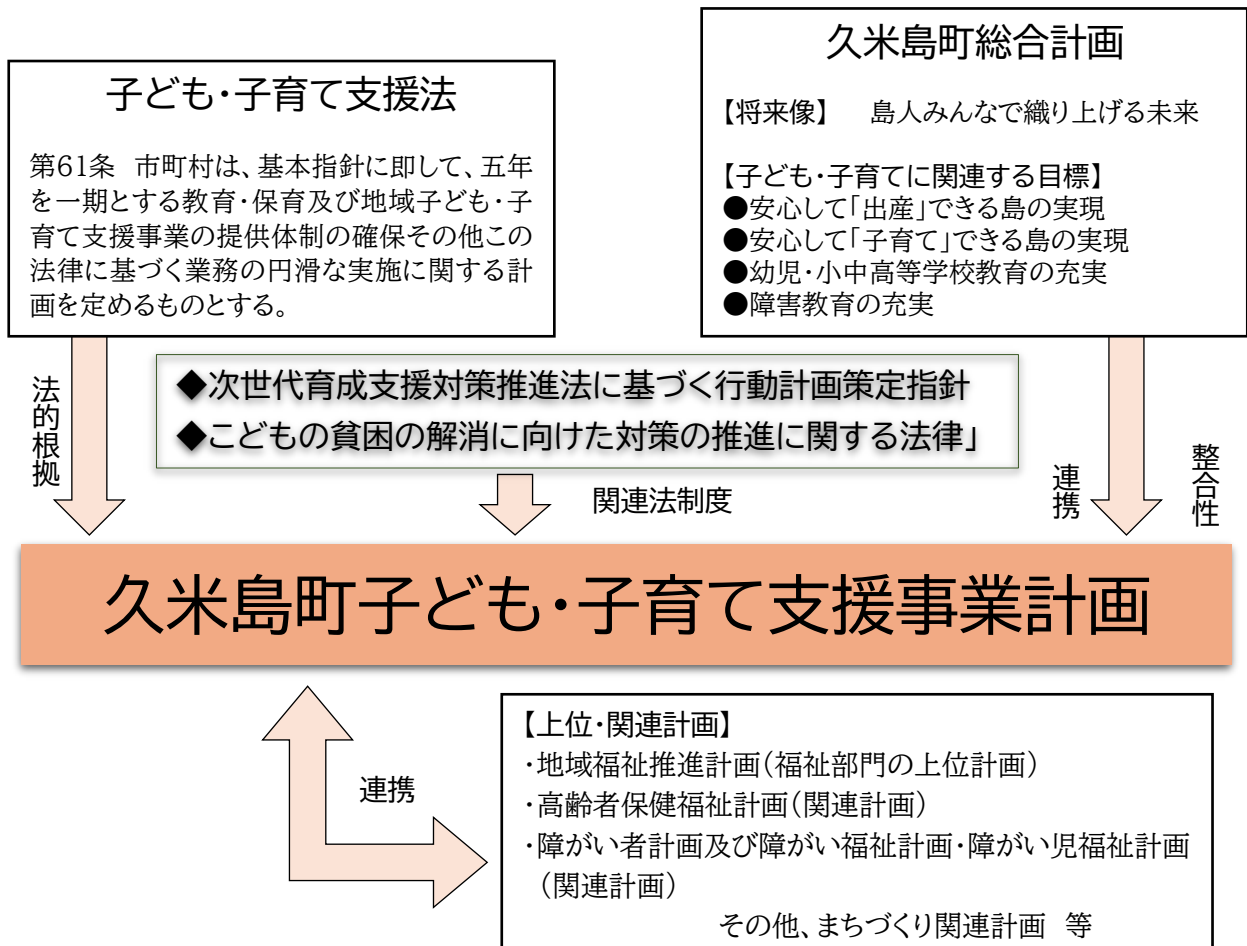 子ども・子育て支援法
第61条　市町村は、基本指針に即して、五年
を一期とする教育・保育及び地域子ども・子
育て支援事業の提供体制の確保その他この
法律に基づく業務の円滑な実施に関する計
画を定めるものとする。
久米島町総合計画
【将来像】　島人みんなで織り上げる未来
【子ども・子育てに関連する目標】
●安心して「出産」できる島の実現
●安心して「子育て」できる島の実現
●幼児・小中高等学校教育の充実
●障害教育の充実
法的根拠
◆次世代育成支援対策推進法に基づく行動計画策定指針
◆こどもの貧困の解消に向けた対策の推進に関する法律」
関連法制度
連携
整合性
久米島町子ども・子育て支援事業計画
連携
【上位・関連計画】
・地域福祉推進計画(福祉部門の上位計画)
・高齢者保健福祉計画(関連計画)
・障がい者計画及び障がい福祉計画・障がい児福祉計画
(関連計画)
その他、まちづくり関連計画　等